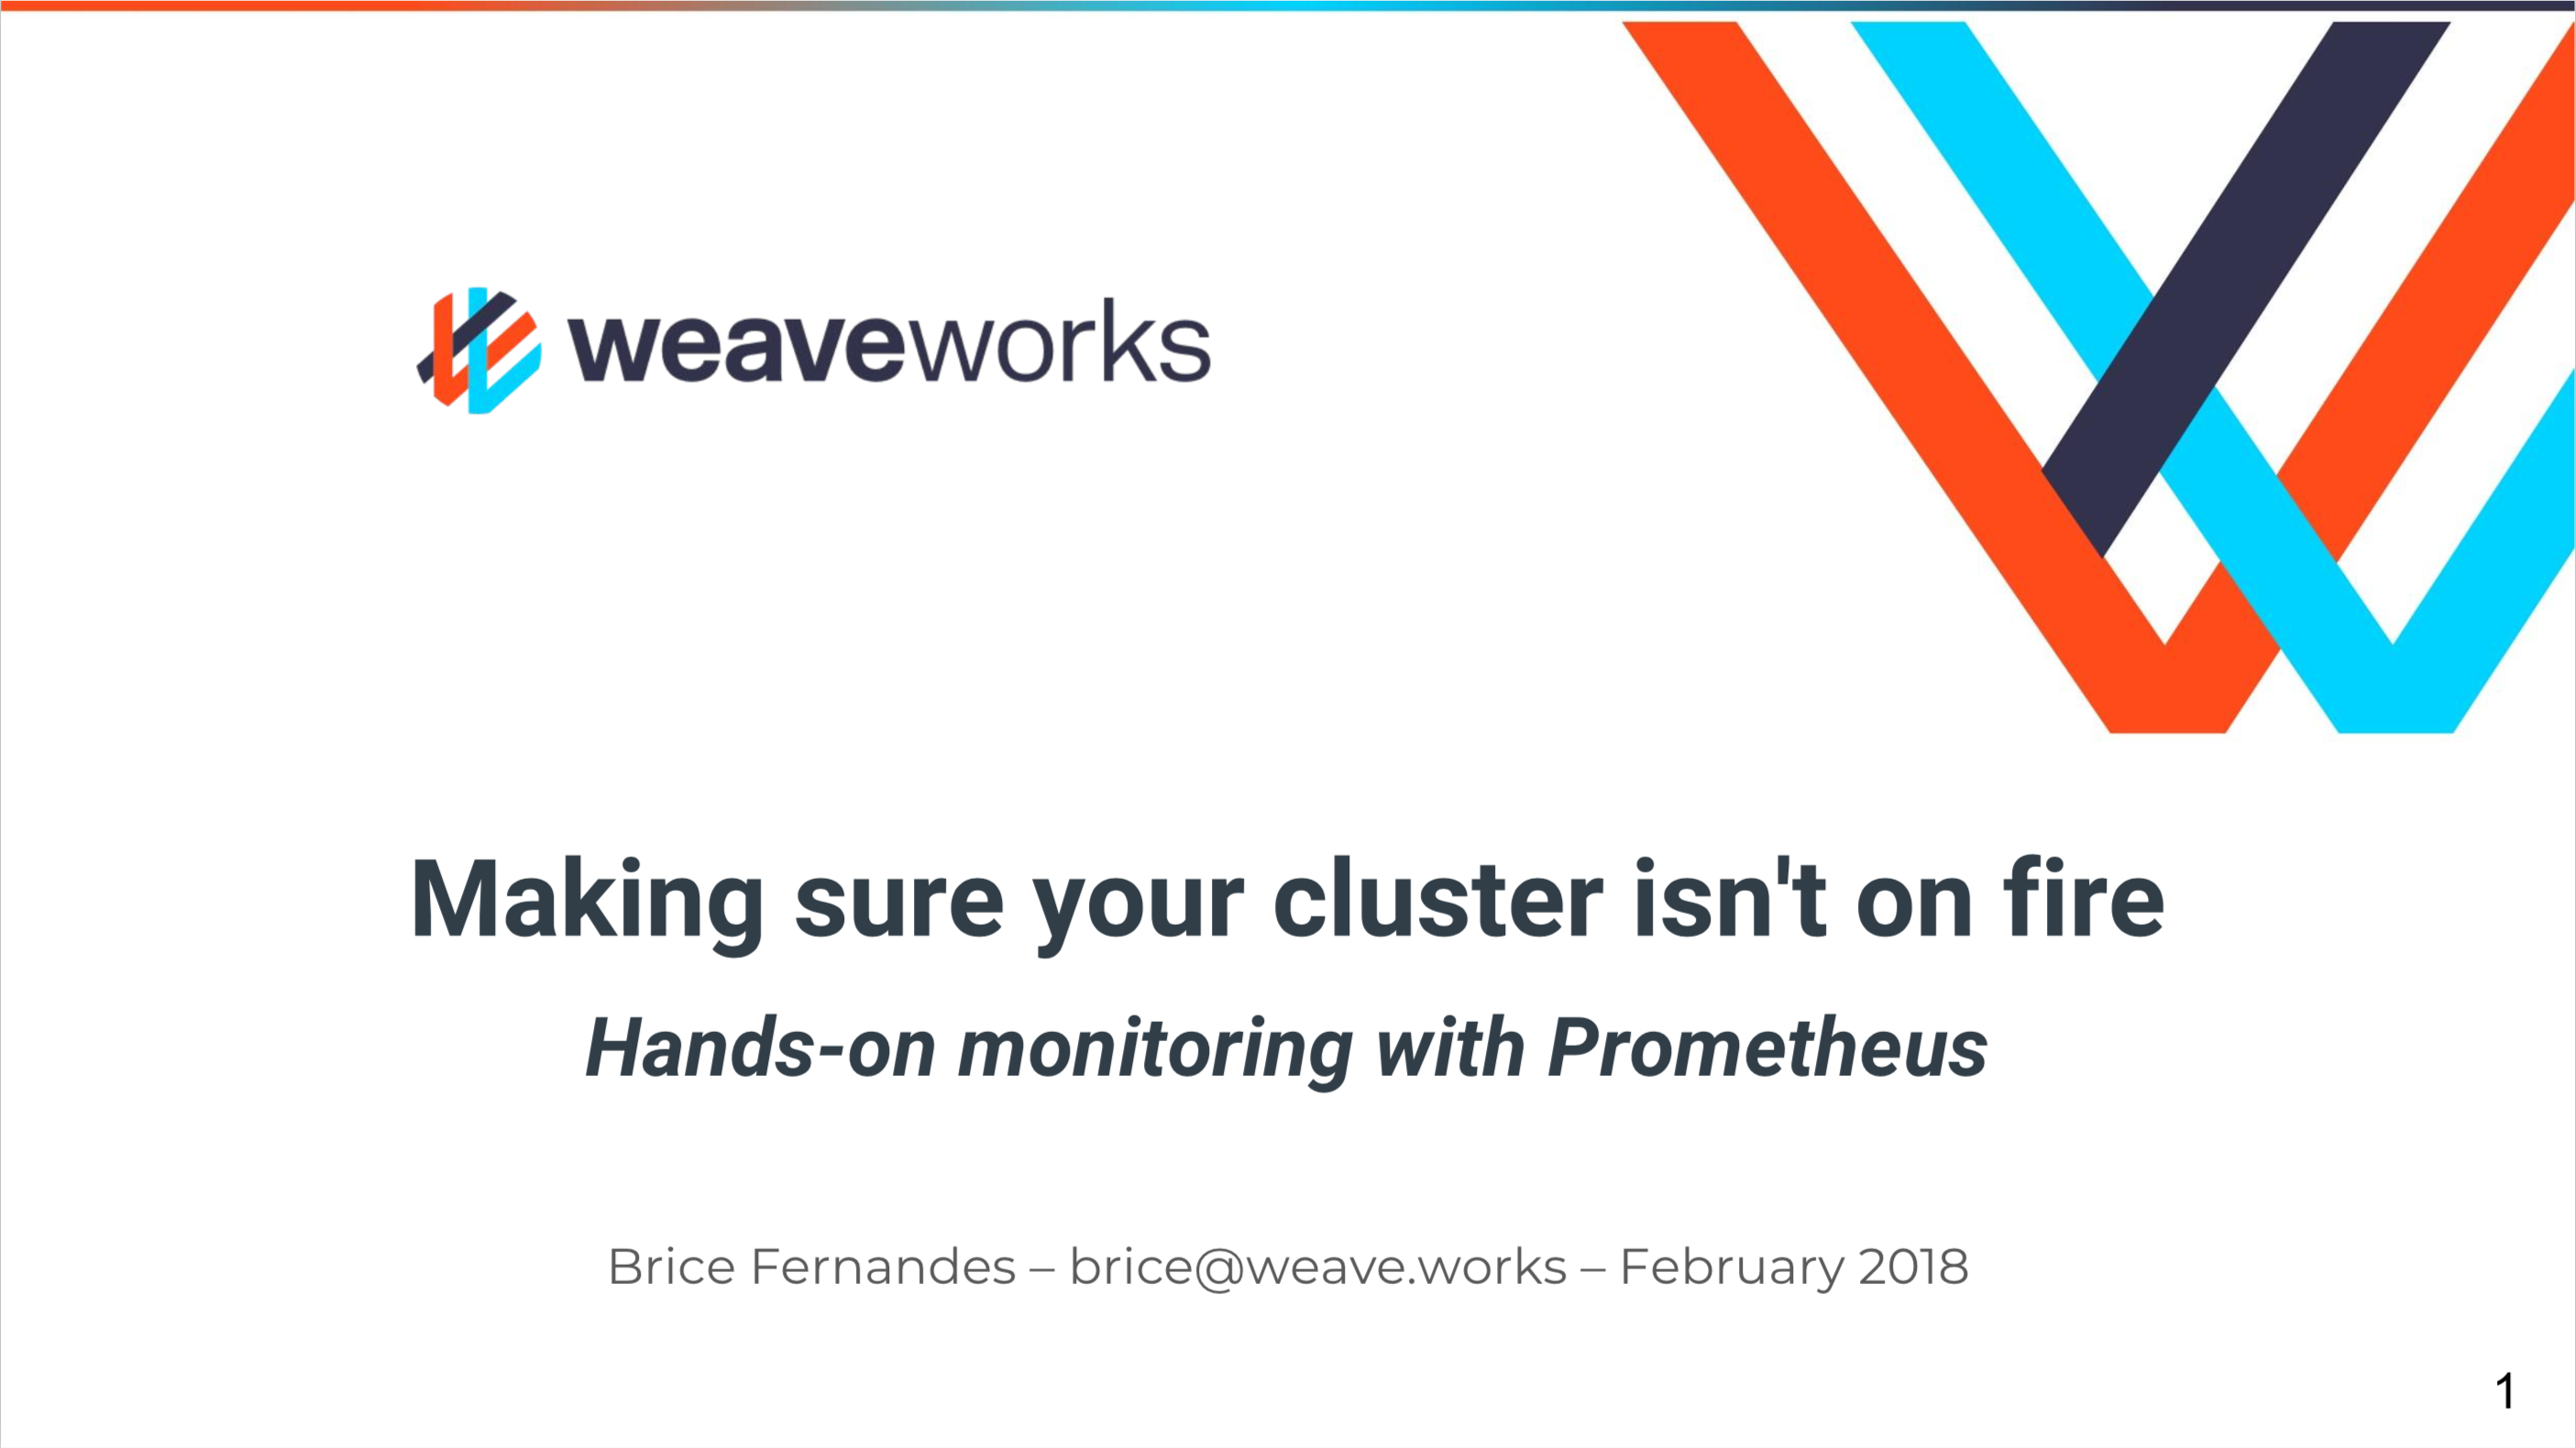 weaveworks
Making sure your cluster isn't on fire
Hands-on monitoring with Prometheus
Brice Fernandes – brice@weave.works – February 2018
1